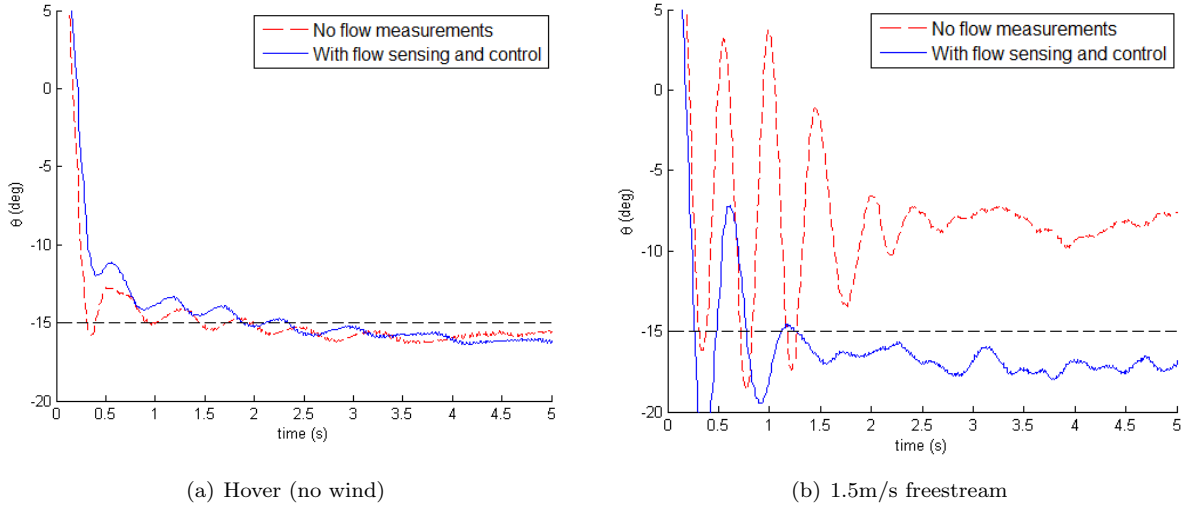 No flow measurements
With flow sensing and control
5
0
-5
-10
-15
-20
θ (deg)
0 0.5 1 1.5 2 2.5 3 3.5 4 4.5 5
time (s)
(a) Hover (no wind)
No flow measurements
With flow sensing and control
5
0
-5
-10
-15
-20
θ (deg)
0 0.5 1 1.5 2 2.5 3 3.5 4 4.5 5
time (s)
(b) 1.5m/s freestream